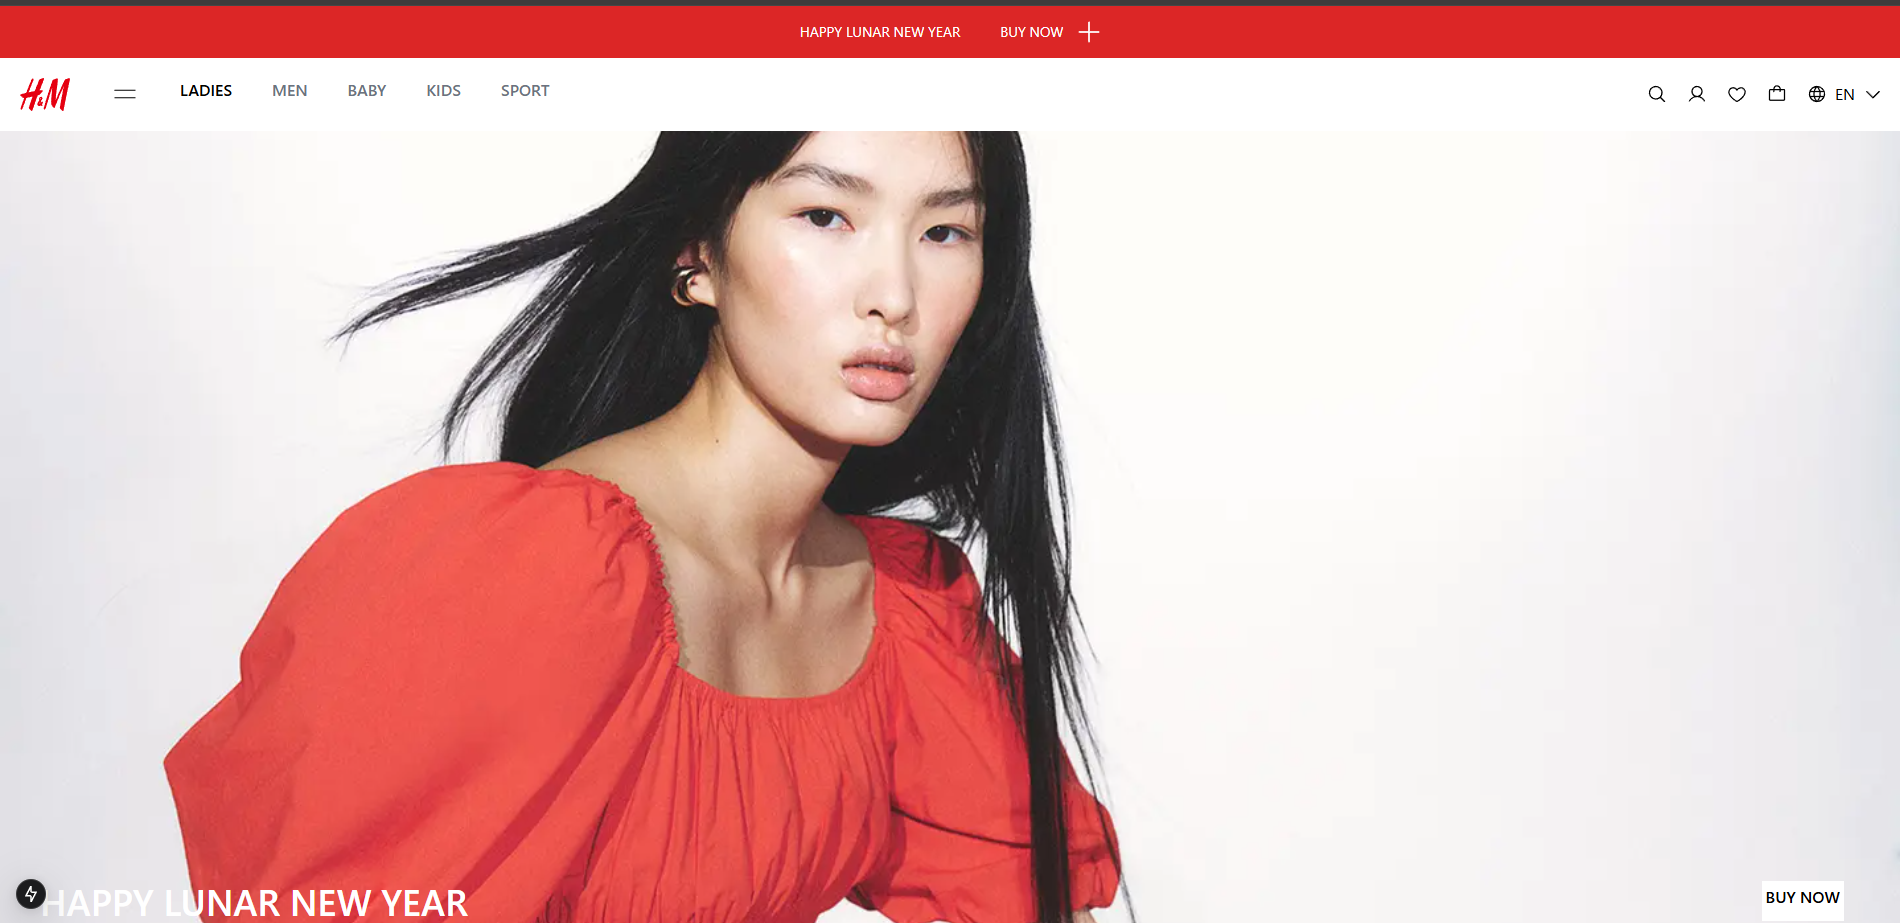 HAPPY LUNAR NEW YEAR BUY NOW
H&M LADIES MEN BABY KIDS SPORT EN
HAPPY LUNAR NEW YEAR
BUY NOW